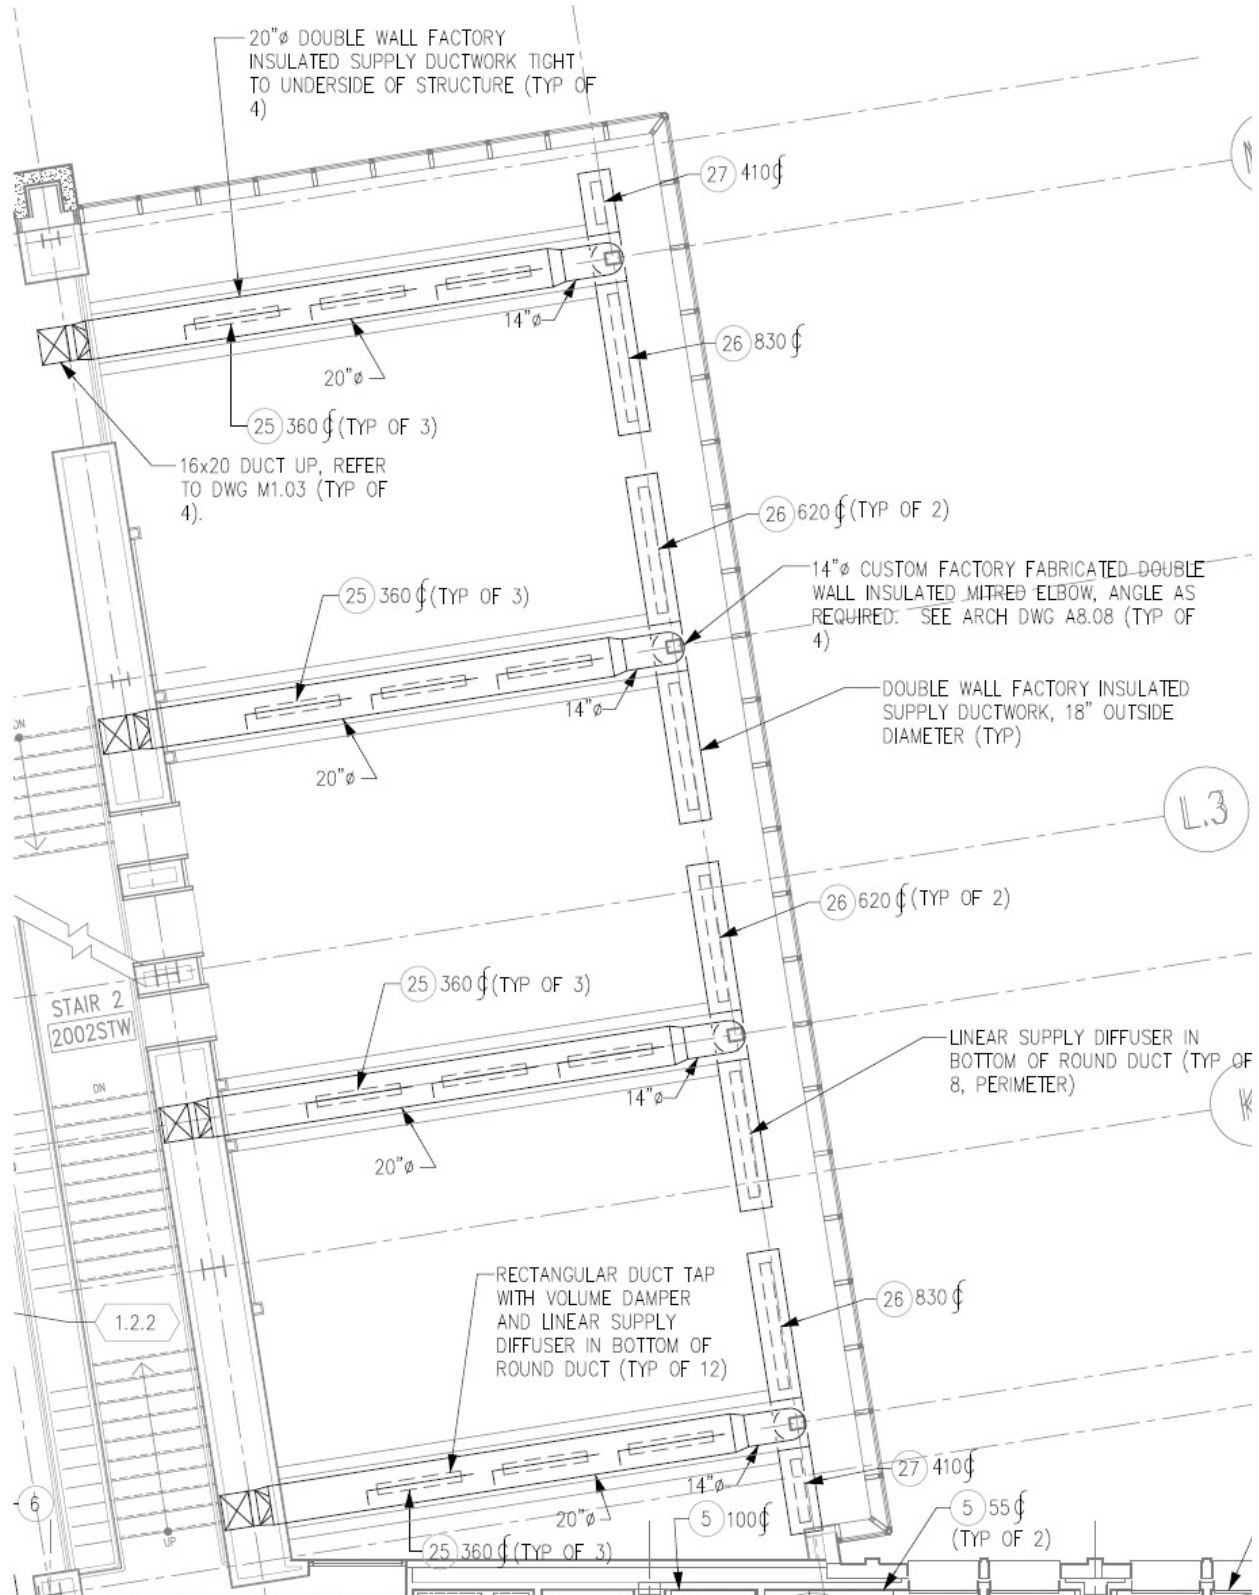 20"ø DOUBLE WALL FACTORY
INSULATED SUPPLY DUCTWORK TIGHT
TO UNDERSIDE OF STRUCTURE (TYP OF
4)
27 410
14"ø
26 830
20"ø
25 360 (TYP OF 3)
16x20 DUCT UP, REFER
TO DWG M1.03 (TYP OF
4).
26 620 (TYP OF 2)
14"ø CUSTOM FACTORY FABRICATED DOUBLE
WALL INSULATED MITRED ELBOW, ANGLE AS
REQUIRED. SEE ARCH DWG A8.08 (TYP OF
4)
25 360 (TYP OF 3)
DOUBLE WALL FACTORY INSULATED
SUPPLY DUCTWORK, 18" OUTSIDE
DIAMETER (TYP)
14"ø
DN
20"ø
L.3
26 620 (TYP OF 2)
25 360 (TYP OF 3)
STAIR 2
2002STW
LINEAR SUPPLY DIFFUSER IN
BOTTOM OF ROUND DUCT (TYP OF
8, PERIMETER)
DN
14"ø
20"ø
RECTANGULAR DUCT TAP
WITH VOLUME DAMPER
AND LINEAR SUPPLY
DIFFUSER IN BOTTOM OF
ROUND DUCT (TYP OF 12)
26 830
1.2.2
27 410
14"ø
6
20"ø
5 100
5 55
(TYP OF 2)
UP
25 360 (TYP OF 3)